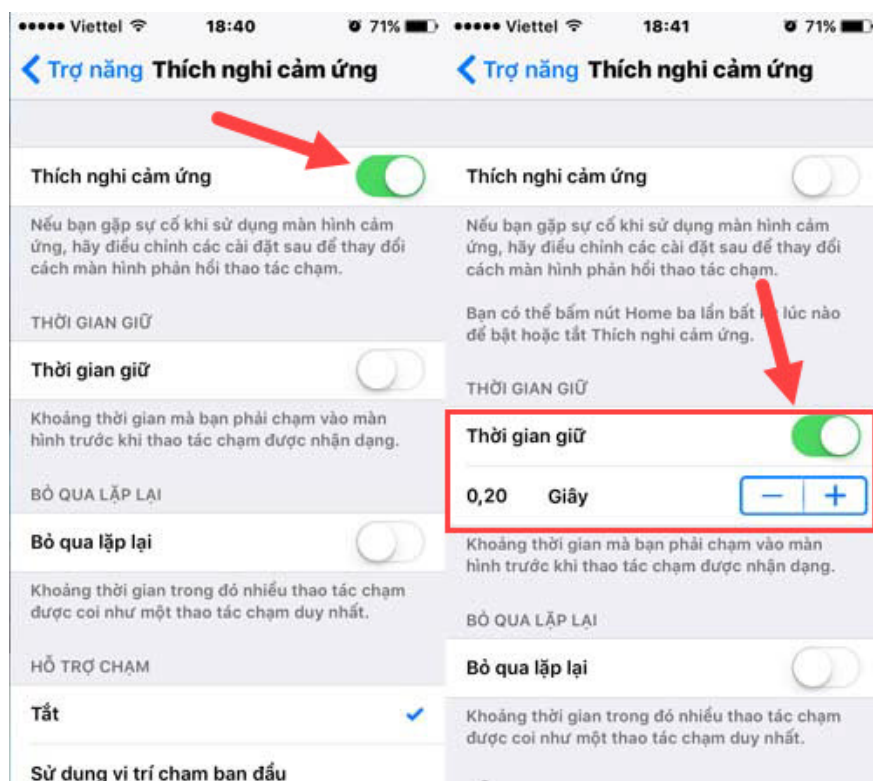 Viettel 18:40 71%
Trợ năng Thích nghi cảm ứng
Thích nghi cảm ứng
Nếu bạn gặp sự cố khi sử dụng màn hình cảm
ứng, hãy điều chỉnh các cài đặt sau để thay đổi
cách màn hình phản hồi thao tác chạm.
THỜI GIAN GIỮ
Thời gian giữ
Khoảng thời gian mà bạn phải chạm vào màn
hình trước khi thao tác chạm được nhận dạng.
BỎ QUA LẶP LẠI
Bỏ qua lặp lại
Khoảng thời gian trong đó nhiều thao tác chạm
được coi như một thao tác chạm duy nhất.
HỖ TRỢ CHẠM
Tắt
Sử dụng vị trí chạm ban đầu
Viettel 18:41 71%
Trợ năng Thích nghi cảm ứng
Thích nghi cảm ứng
Nếu bạn gặp sự cố khi sử dụng màn hình cảm
ứng, hãy điều chỉnh các cài đặt sau để thay đổi
cách màn hình phản hồi thao tác chạm.
Bạn có thể bấm nút Home ba lần bất lúc nào
để bật hoặc tắt Thích nghi cảm ứng.
THỜI GIAN GIỮ
Thời gian giữ
0,20 Giây
Khoảng thời gian mà bạn phải chạm vào màn
hình trước khi thao tác chạm được nhận dạng.
BỎ QUA LẶP LẠI
Bỏ qua lặp lại
Khoảng thời gian trong đó nhiều thao tác chạm
được coi như một thao tác chạm duy nhất.